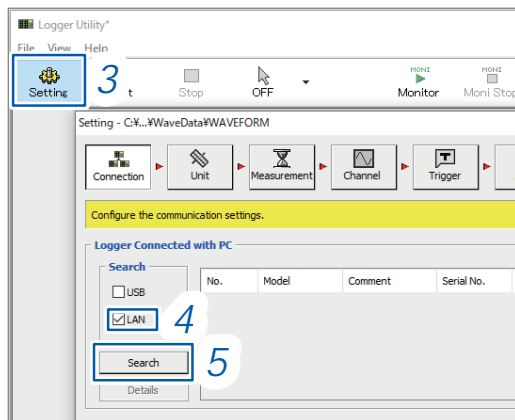 Logger Utility*
File View Help
3
Setting
t
Stop
OFF
MONI
Monitor
MONI
Moni Stop
Setting - C:¥...¥WaveData¥WAVEFORM
Connection
Unit
Measurement
Channel
T
Trigger
Configure the communication settings.
Logger Connected with PC
Search
No. Model Comment Serial No.
USB
LAN
4
Search
5
Details